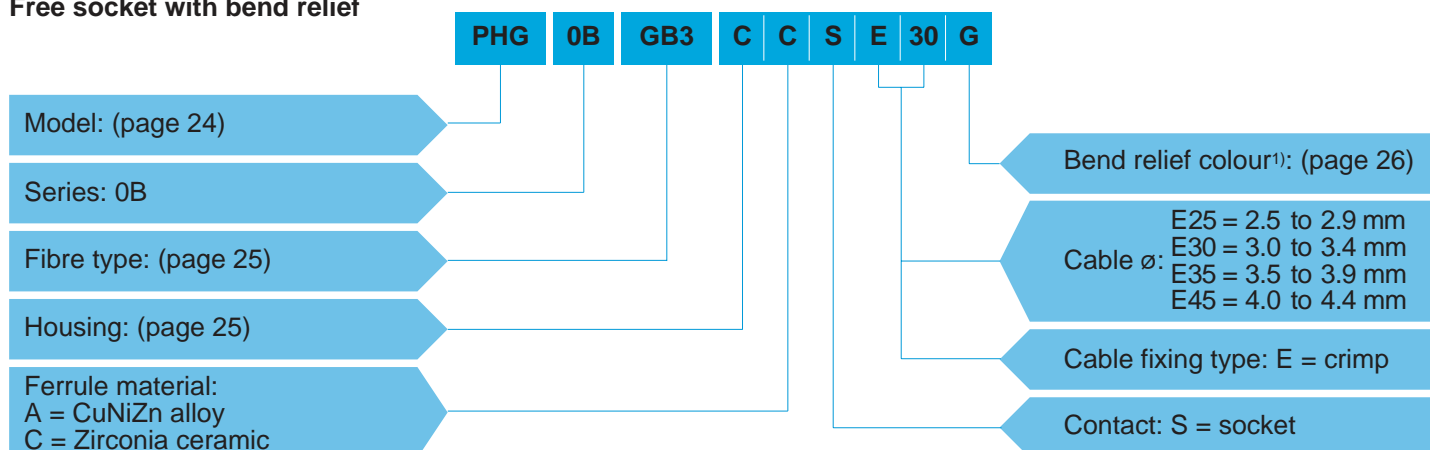 Free socket with bend relief
PHG 0B GB3 C C S E 30 G
Model: (page 24)
Series: 0B
Fibre type: (page 25)
Housing: (page 25)
Ferrule material:
A = CuNiZn alloy
C = Zirconia ceramic
Bend relief colour1): (page 26)
Cable ø:
E25 = 2.5 to 2.9 mm
E30 = 3.0 to 3.4 mm
E35 = 3.5 to 3.9 mm
E45 = 4.0 to 4.4 mm
Cable fixing type: E = crimp
Contact: S = socket